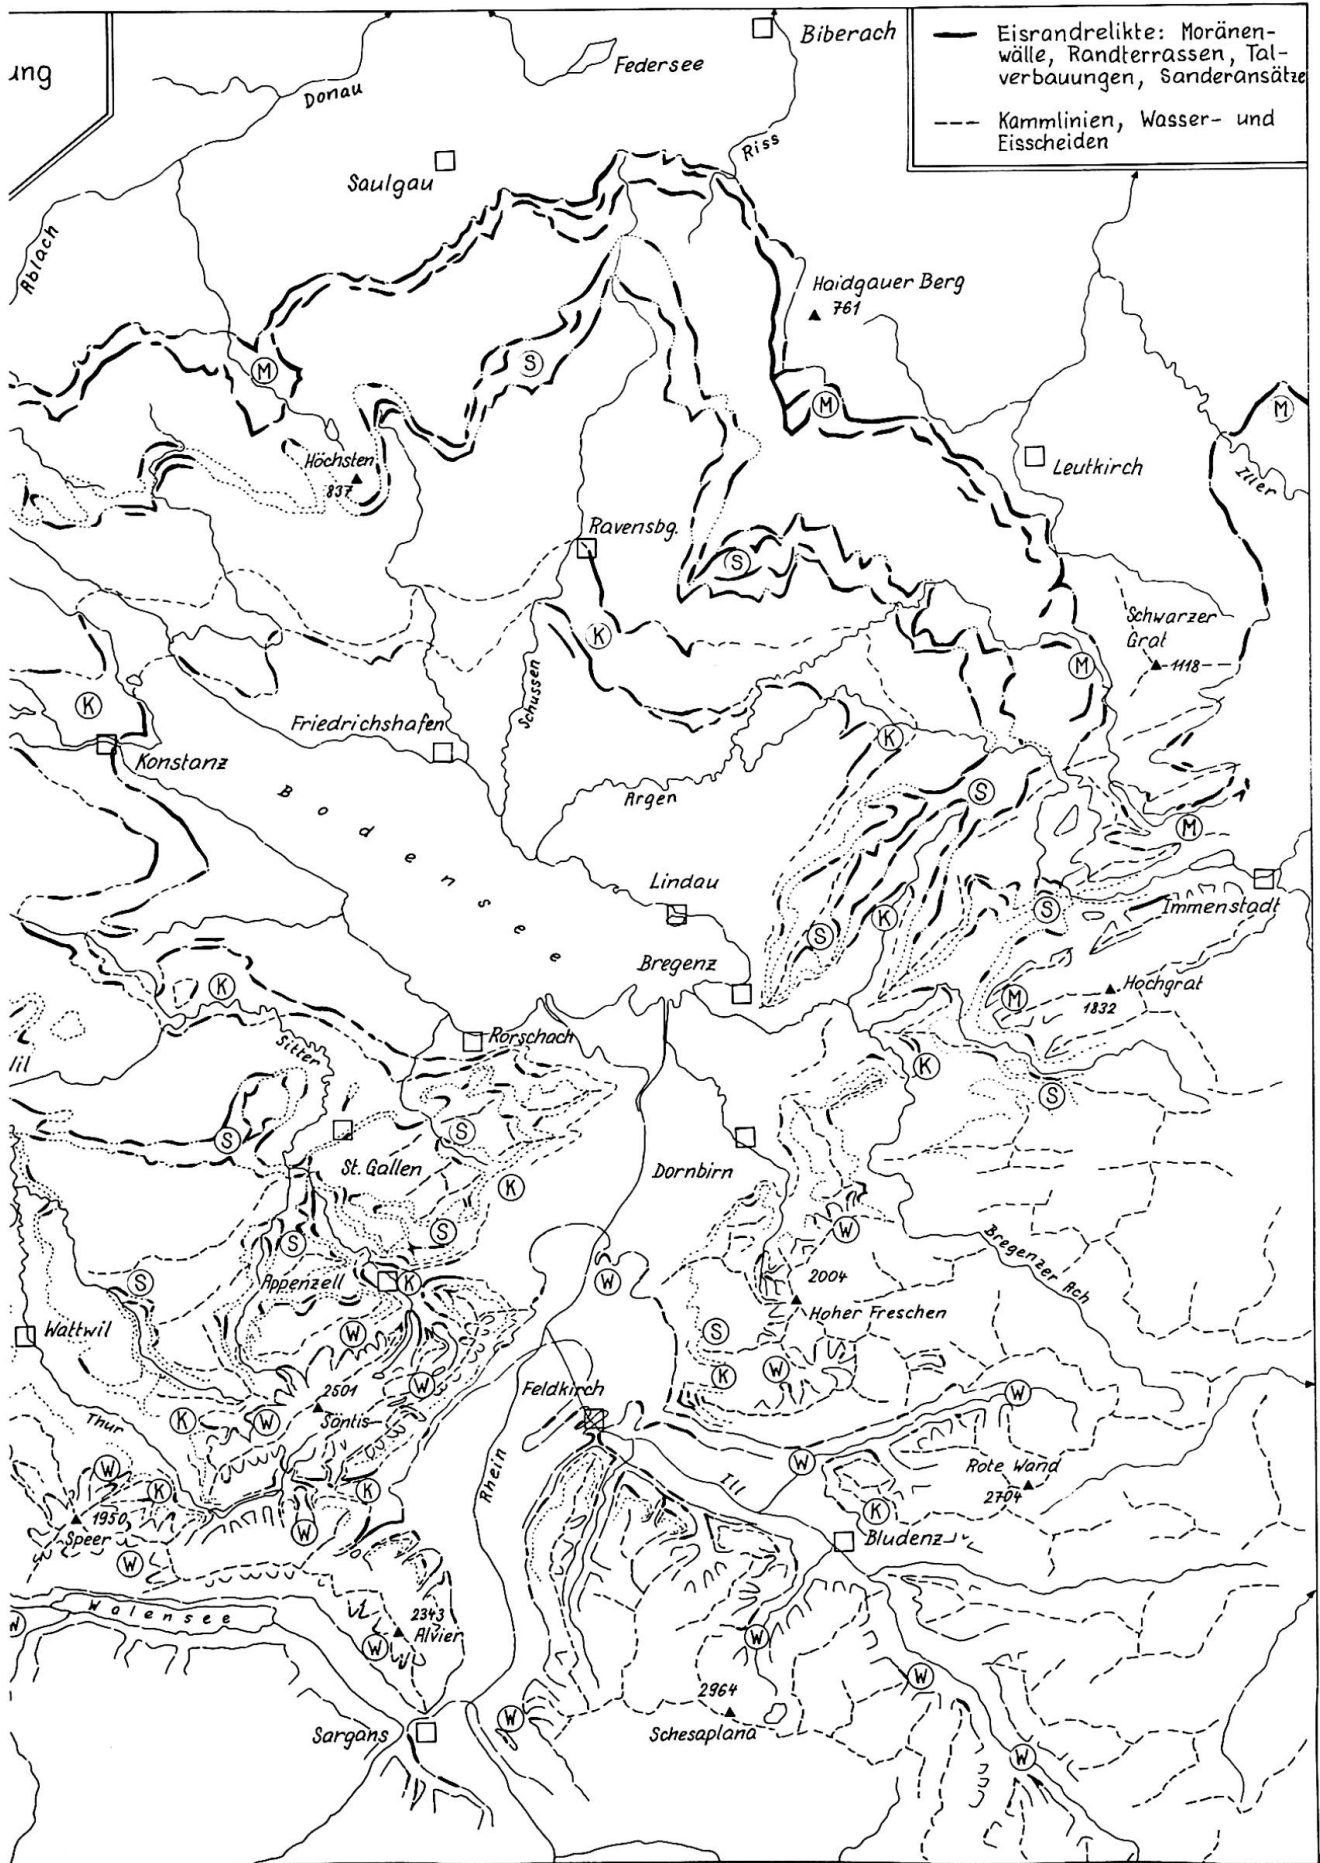 ung
Biberach
Federsee
Donau
Eisrandrelikte: Moränen-
wälle, Randterrassen, Tal-
verbauungen, Sanderansätze
Kammlinien, Wasser- und
Eisscheiden
Riss
Saulgau
Ablach
Haidgauer Berg
761
M
S
M
M
Höchsten
837
Leutkirch
Iller
Ravensbg.
S
Schwarzer
Grat
1118
K
M
K
Schussen
Friedrichshafen
Konstanz
K
Bodensee
Argen
S
M
Lindau
Immenstadt
S
K
S
Bregenz
K
M
Hochgrat
1832
Rorschach
Sitter
lil
K
S
S
S
St. Gallen
Dornbirn
K
S
S
W
Bregenzer Ach
S
Appenzell
K
W
2004
Hoher Freschen
Wattwil
W
S
W
K
W
2501
Säntis
Feldkirch
W
Thur
K
W
Rhein
Ill
W
Rote Wand
2704
W
K
K
K
1950
Speer
W
W
Bludenz
Walensee
W
2343
Alvier
W
W
W
2964
Schesaplana
W
Sargans
W